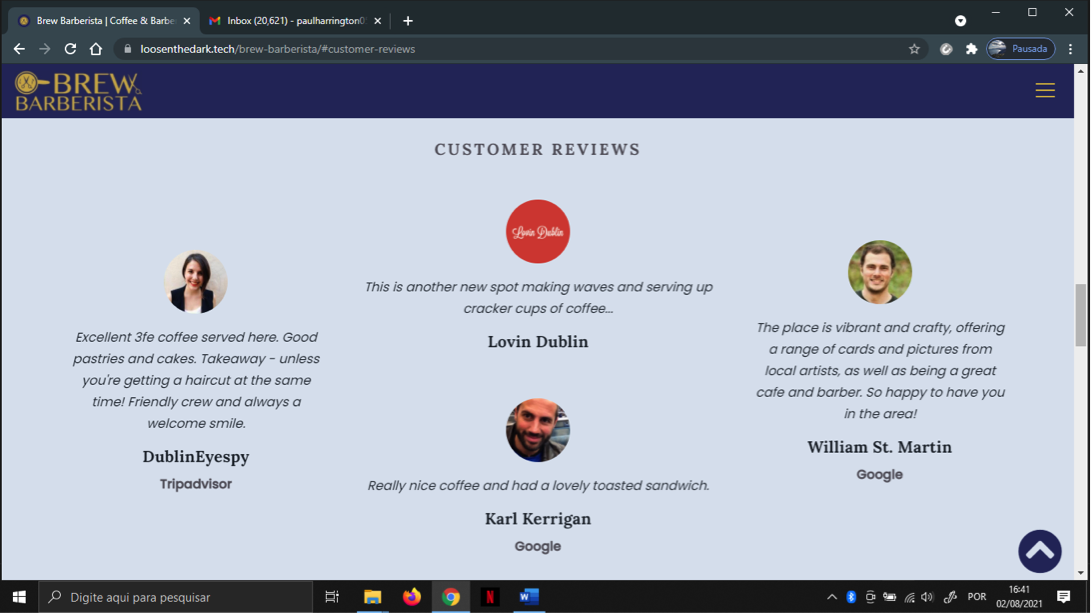 Brew Barberista | Coffee & Barbe
Inbox (20,621) - paulharrington05
loosenthedark.tech/brew-barberista/#customer-reviews
Pausada
BREW
BARBERISTA
CUSTOMER REVIEWS
Excellent 3fe coffee served here. Good
pastries and cakes. Takeaway - unless
you're getting a haircut at the same
time! Friendly crew and always a
welcome smile.
DublinEyespy
Tripadvisor
Lovin Dublin
This is another new spot making waves and serving up
cracker cups of coffee...
Lovin Dublin
Really nice coffee and had a lovely toasted sandwich.
Karl Kerrigan
Google
The place is vibrant and crafty, offering
a range of cards and pictures from
local artists, as well as being a great
cafe and barber. So happy to have you
in the area!
William St. Martin
Google
Digite aqui para pesquisar
N
W
POR
16:41
02/08/2021